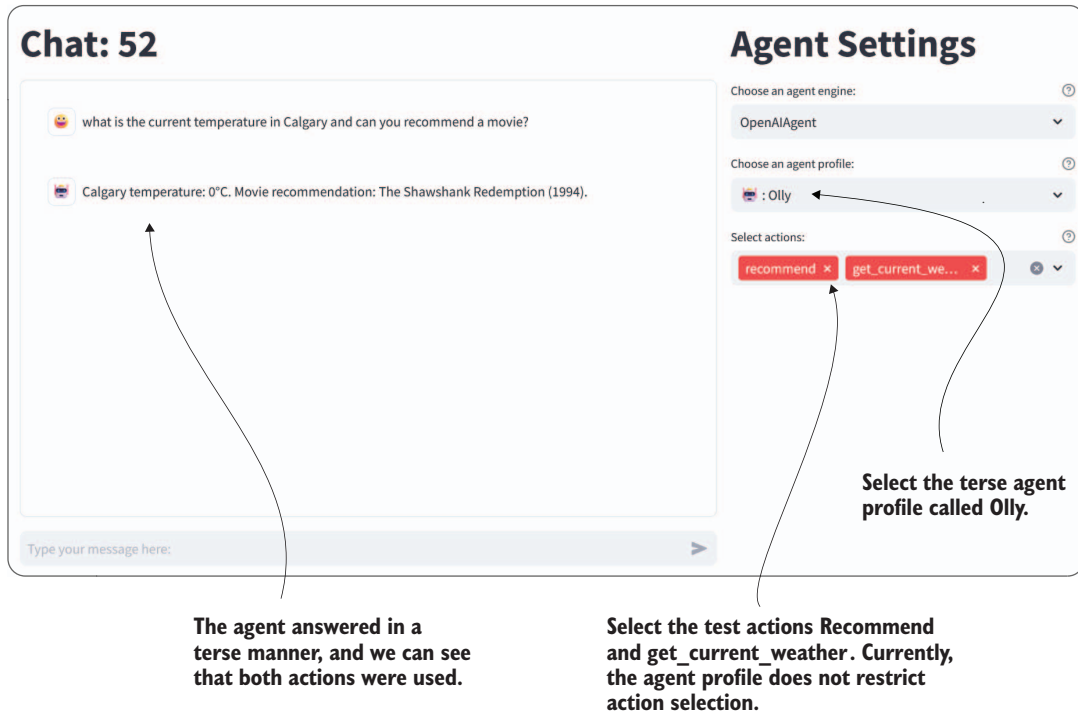 Chat: 52
what is the current temperature in Calgary and can you recommend a movie?
Calgary temperature: 0°C. Movie recommendation: The Shawshank Redemption (1994).
Type your message here:
Agent Settings
Choose an agent engine:
OpenAIAgent
Choose an agent profile:
: Olly
Select actions:
recommend × get_current_we... ×
Select the terse agent
profile called Olly.
The agent answered in a
terse manner, and we can see
that both actions were used.
Select the test actions Recommend
and get_current_weather. Currently,
the agent profile does not restrict
action selection.